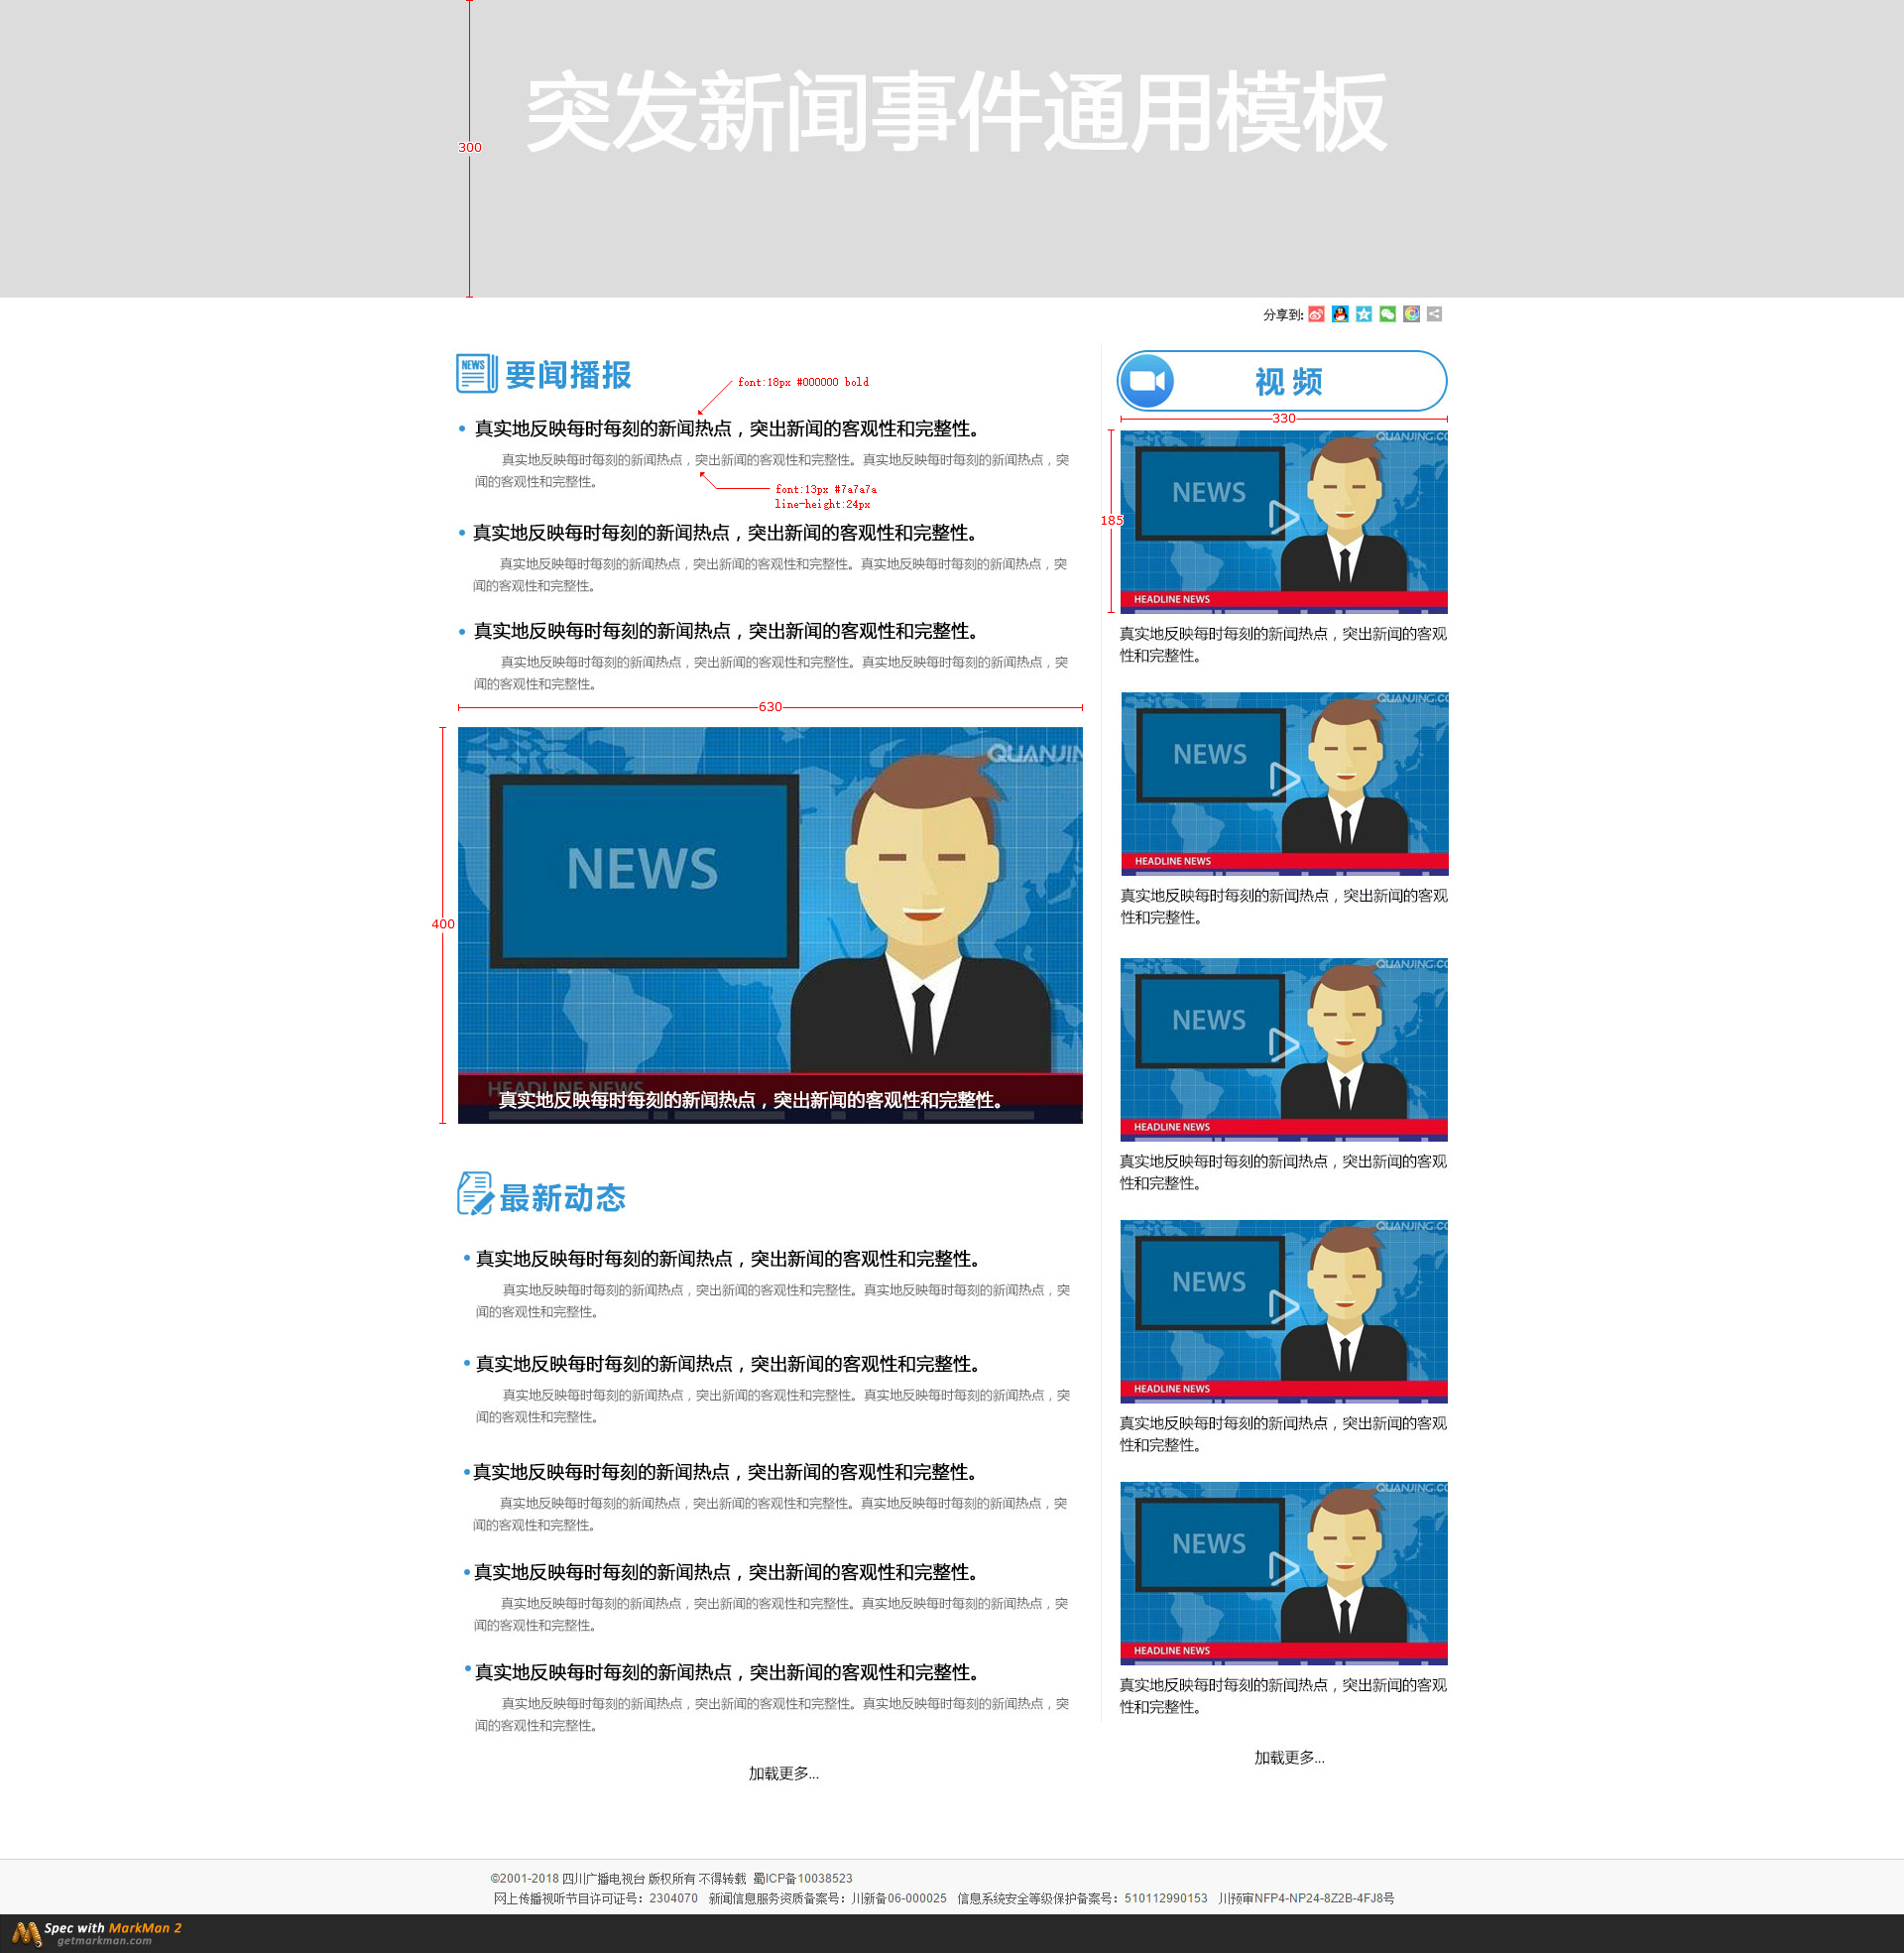 突发新闻事件通用模板
300
分享到:
NEWS
要闻播报
font:18px #000000 bold
真实地反映每时每刻的新闻热点，突出新闻的客观性和完整性。
真实地反映每时每刻的新闻热点，突出新闻的客观性和完整性。真实地反映每时每刻的新闻热点，突
闻的客观性和完整性。
font:13px #7a7a7a
line-height:24px
真实地反映每时每刻的新闻热点，突出新闻的客观性和完整性。
真实地反映每时每刻的新闻热点，突出新闻的客观性和完整性。真实地反映每时每刻的新闻热点，突
闻的客观性和完整性。
真实地反映每时每刻的新闻热点，突出新闻的客观性和完整性。
真实地反映每时每刻的新闻热点，突出新闻的客观性和完整性。真实地反映每时每刻的新闻热点，突
闻的客观性和完整性。
630
400
QUANJIN
NEWS
HEADLINE NEWS
真实地反映每时每刻的新闻热点，突出新闻的客观性和完整性。
最新动态
真实地反映每时每刻的新闻热点，突出新闻的客观性和完整性。
真实地反映每时每刻的新闻热点，突出新闻的客观性和完整性。真实地反映每时每刻的新闻热点，突
闻的客观性和完整性。
真实地反映每时每刻的新闻热点，突出新闻的客观性和完整性。
真实地反映每时每刻的新闻热点，突出新闻的客观性和完整性。真实地反映每时每刻的新闻热点，突
闻的客观性和完整性。
真实地反映每时每刻的新闻热点，突出新闻的客观性和完整性。
真实地反映每时每刻的新闻热点，突出新闻的客观性和完整性。真实地反映每时每刻的新闻热点，突
闻的客观性和完整性。
真实地反映每时每刻的新闻热点，突出新闻的客观性和完整性。
真实地反映每时每刻的新闻热点，突出新闻的客观性和完整性。真实地反映每时每刻的新闻热点，突
闻的客观性和完整性。
真实地反映每时每刻的新闻热点，突出新闻的客观性和完整性。
真实地反映每时每刻的新闻热点，突出新闻的客观性和完整性。真实地反映每时每刻的新闻热点，突
闻的客观性和完整性。
加载更多...
视 频
330
185
QUANJING.CO
NEWS
HEADLINE NEWS
真实地反映每时每刻的新闻热点，突出新闻的客观
性和完整性。
QUANJING.CO
NEWS
HEADLINE NEWS
真实地反映每时每刻的新闻热点，突出新闻的客观
性和完整性。
QUANJING.CO
NEWS
HEADLINE NEWS
真实地反映每时每刻的新闻热点，突出新闻的客观
性和完整性。
QUANJING.CO
NEWS
HEADLINE NEWS
真实地反映每时每刻的新闻热点，突出新闻的客观
性和完整性。
QUANJING.CO
NEWS
HEADLINE NEWS
真实地反映每时每刻的新闻热点，突出新闻的客观
性和完整性。
加载更多...
©2001-2018 四川广播电视台 版权所有 不得转载 蜀ICP备10038523
网上传播视听节目许可证号：2304070 新闻信息服务资质备案号：川新备06-000025 信息系统安全等级保护备案号：510112990153 川预审NFP4-NP24-8Z2B-4FJ8号
Spec with MarkMan 2
getmarkman.com